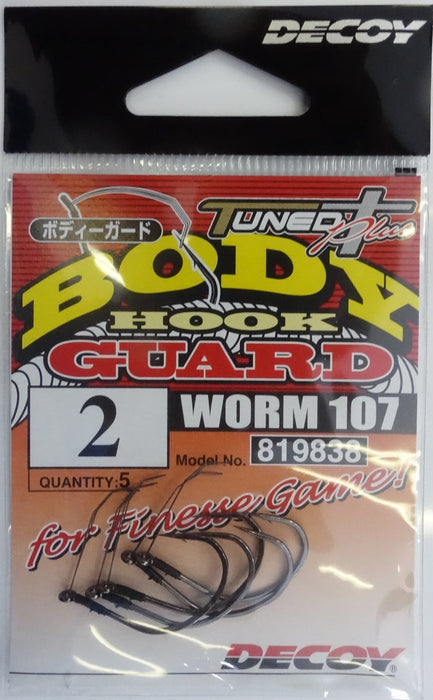 DECOY
TUNED Plus
ボディーガード
BODY
HOOK
GUARD
2
WORM 107
Model No. 819838
QUANTITY:5
for Finesse Game!
DECOY®